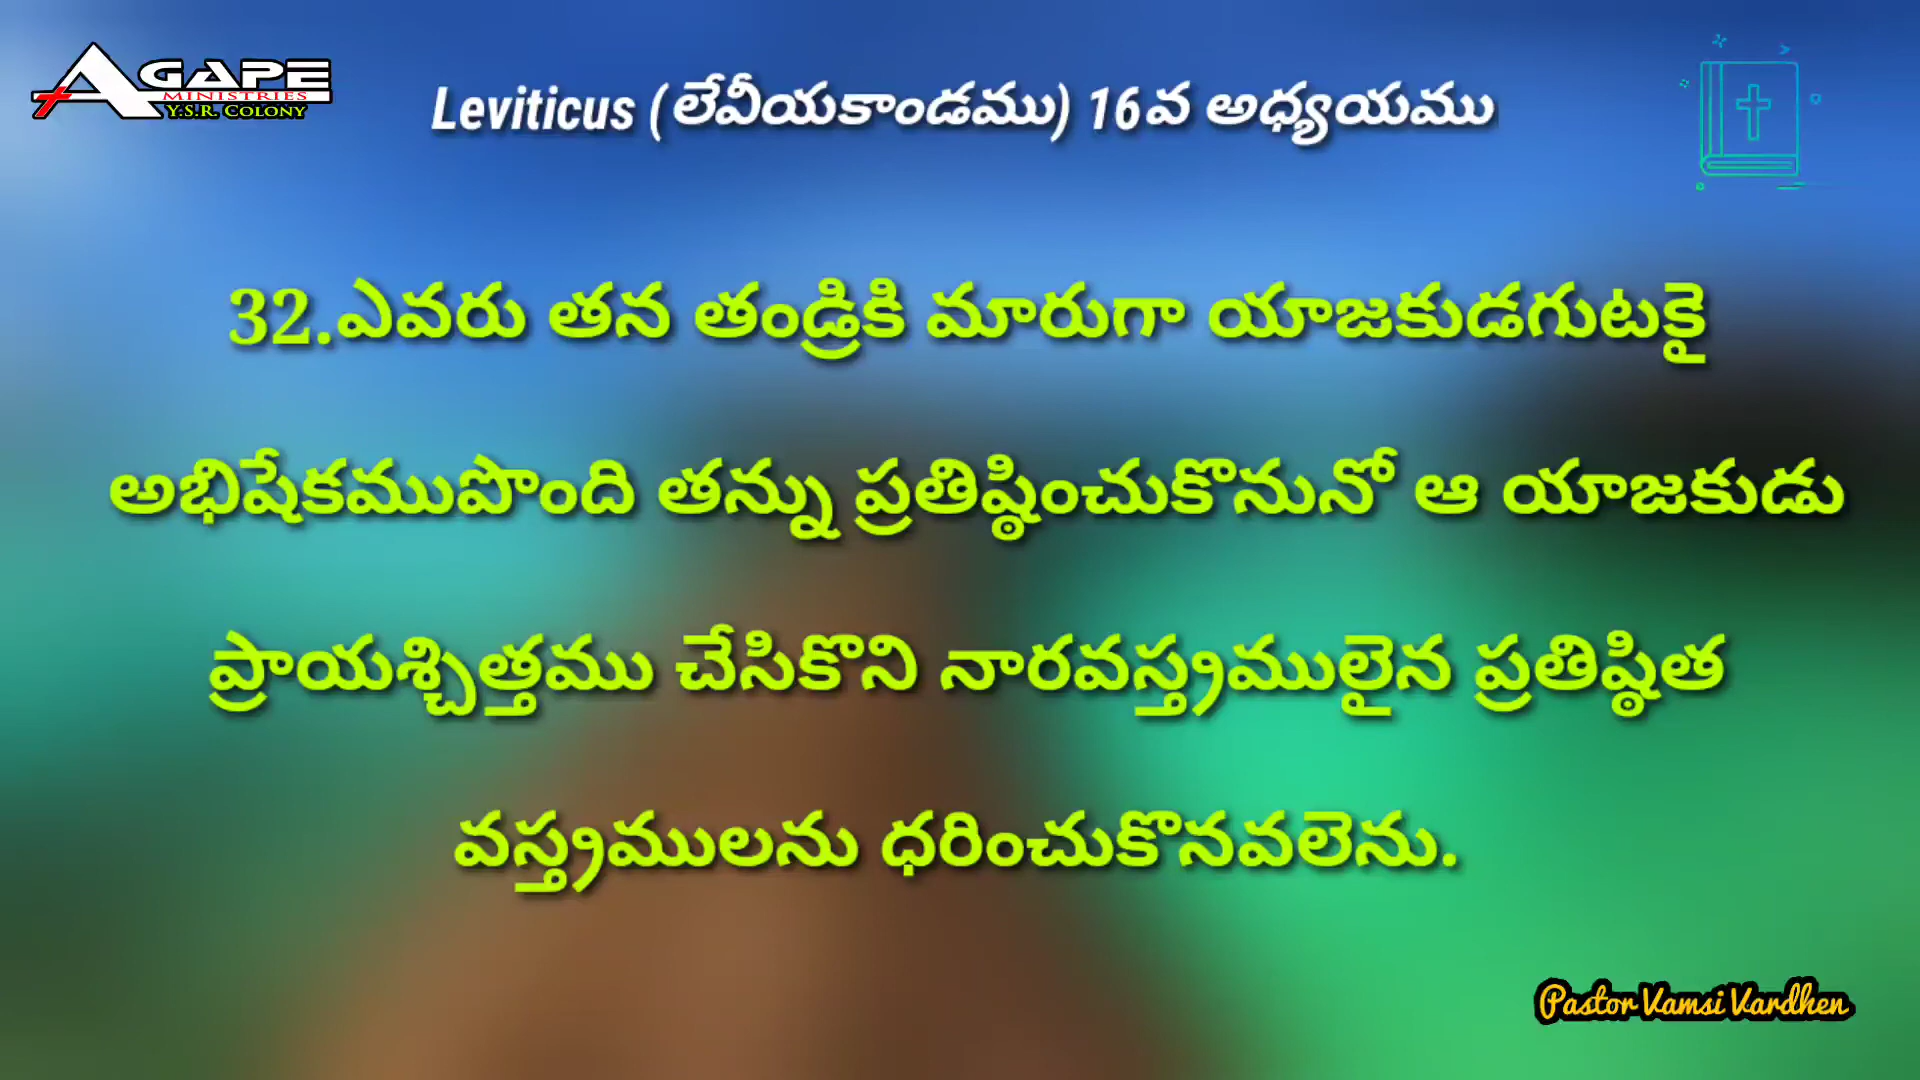 AGAPE
MINISTRIES
Y.S.R. COLONY
Leviticus (లేవీయకాండము) 16వ అధ్యయము
32.ఎవరు తన తండ్రికి మారుగా యాజకుడగుటకై
అభిషేకముపొంది తన్ను ప్రతిష్ఠించుకొనునో ఆ యాజకుడు
ప్రాయశ్చిత్తము చేసికొని నారవస్త్రములైన ప్రతిష్ఠిత
వస్త్రములను ధరించుకొనవలెను.
Pastor Vamsi Vardhen